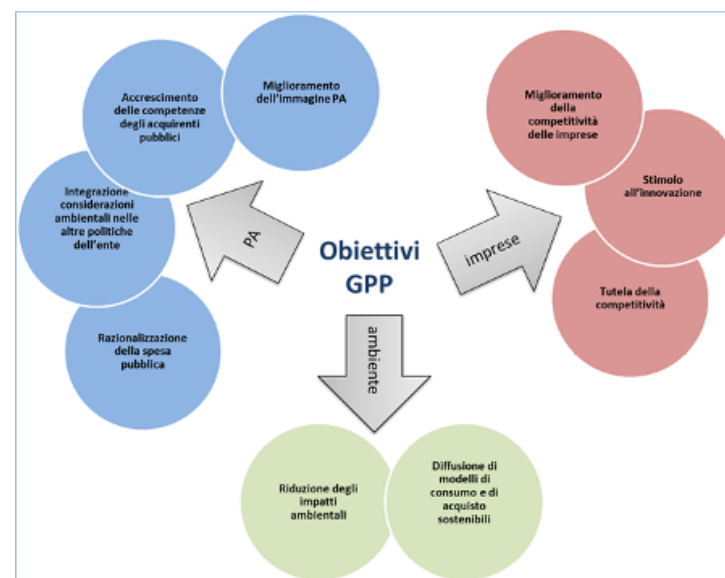 Miglioramento
dell'immagine PA
Accrescimento
delle competenze
degli acquirenti
pubblici
Integrazione
considerazioni
ambientali nelle
altre politiche
dell'ente
Razionalizzazione
della spesa
pubblica
PA
Obiettivi
GPP
imprese
Miglioramento
della
competitività
delle imprese
Stimolo
all'innovazione
Tutela della
competitività
ambiente
Riduzione degli
impatti
ambientali
Diffusione di
modelli di
consumo e di
acquisto
sostenibili